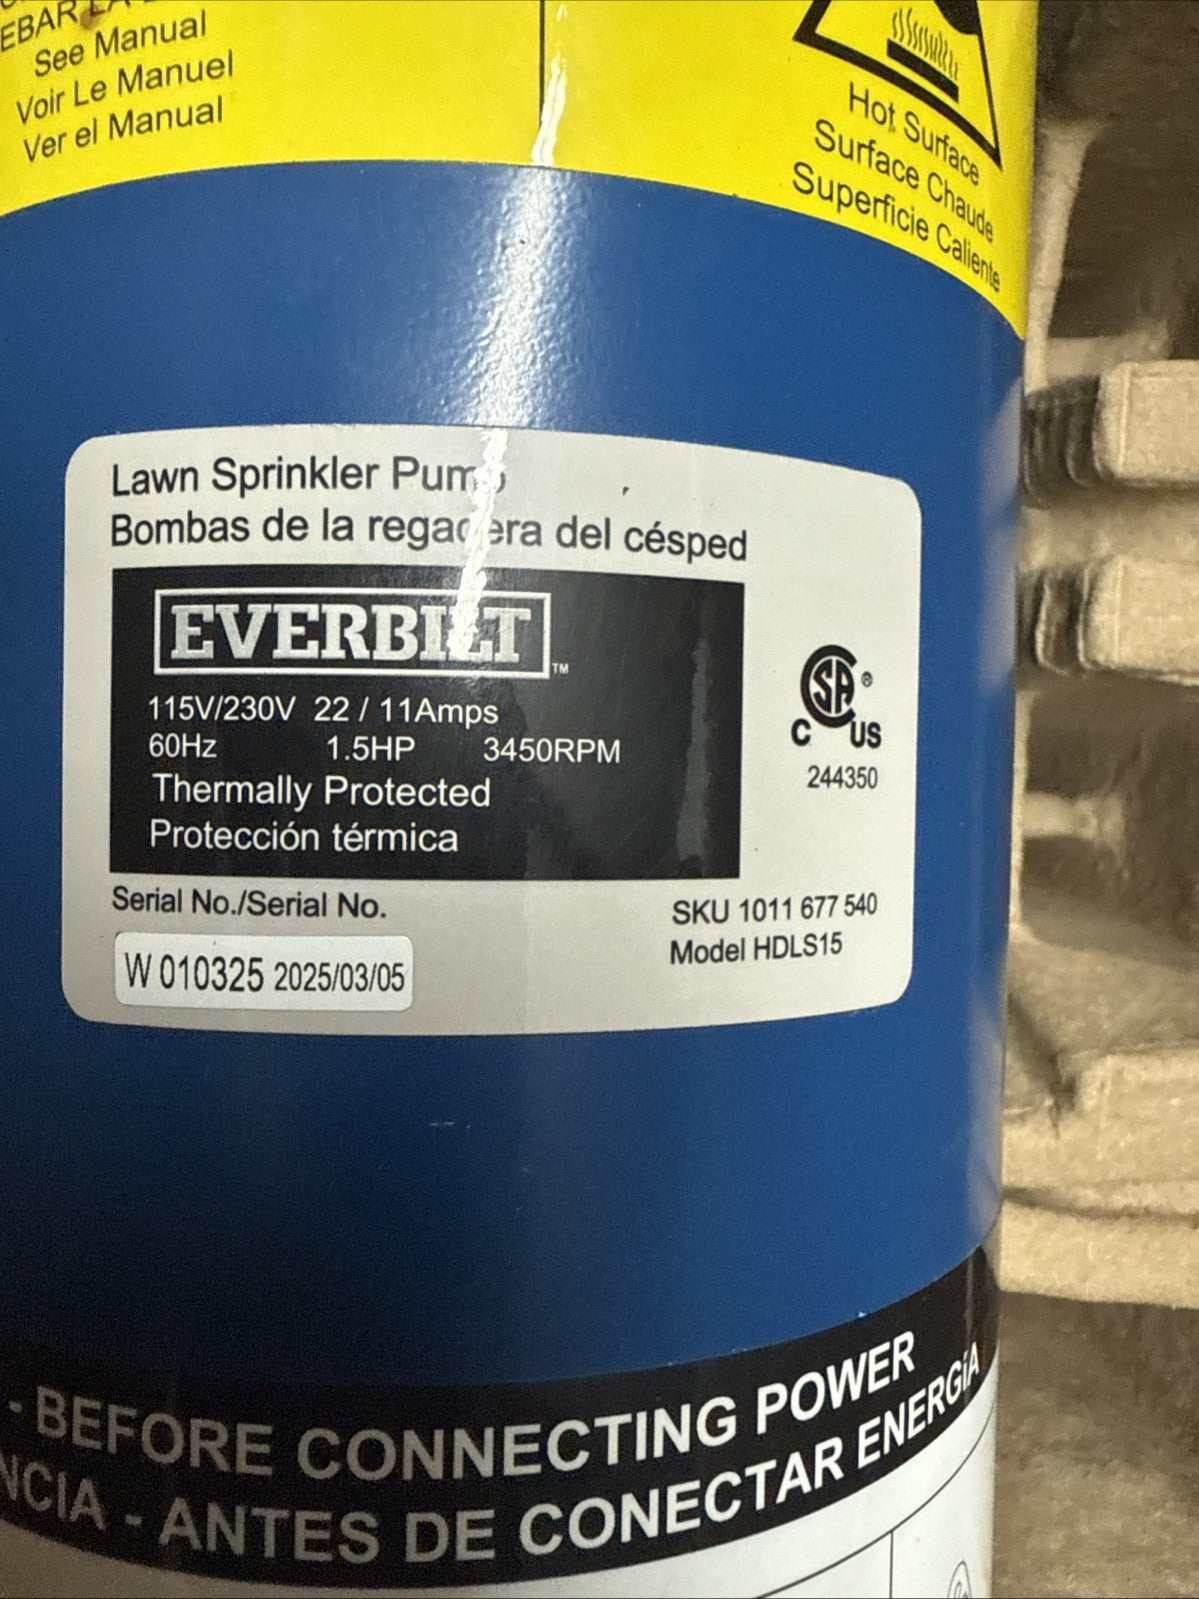 See Manual
Voir Le Manuel
Ver el Manual
Hot Surface
Surface Chaude
Superficie Caliente
Lawn Sprinkler Pump
Bombas de la regadera del césped
EVERBILT™
115V/230V 22 / 11Amps
60Hz 1.5HP 3450RPM
Thermally Protected
Protección térmica
CSA®
C US
244350
Serial No./Serial No.
W 010325 2025/03/05
SKU 1011 677 540
Model HDLS15
- BEFORE CONNECTING POWER
- ANTES DE CONECTAR ENERGÍA